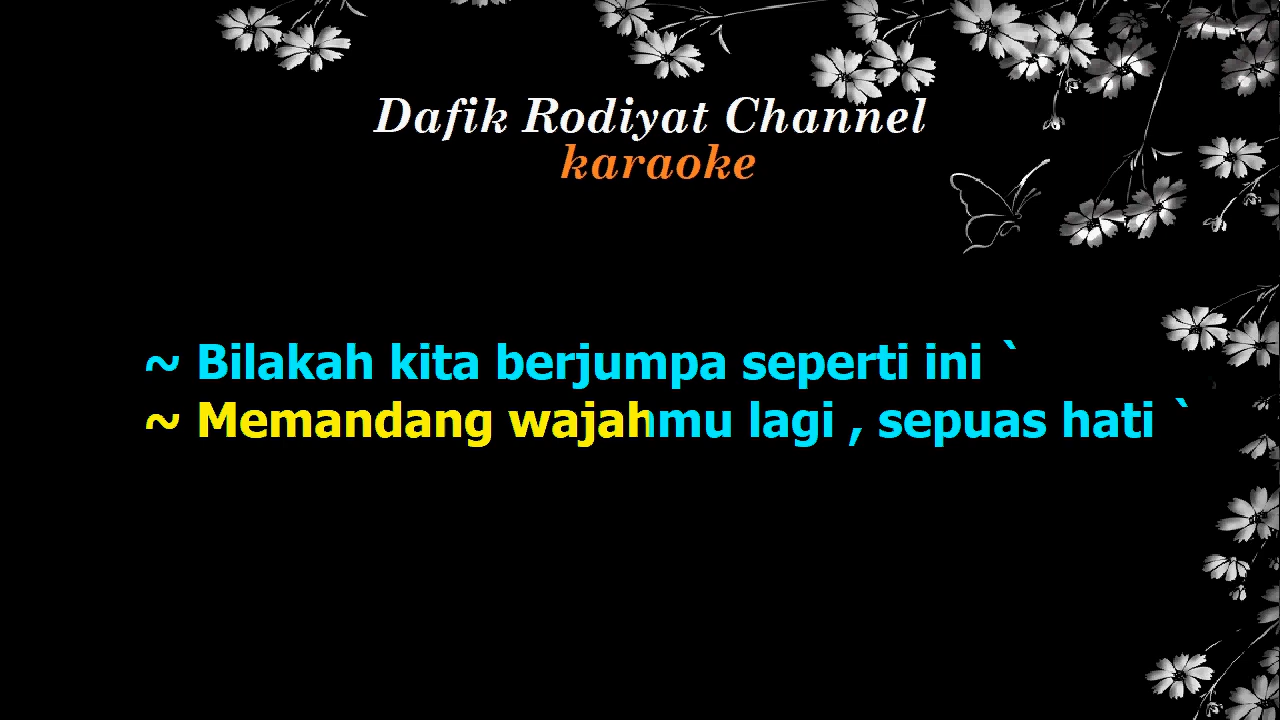 Dafik Rodiyat Channel
karaoke
~ Bilakah kita berjumpa seperti ini `
~ Memandang wajahmu lagi , sepuas hati `